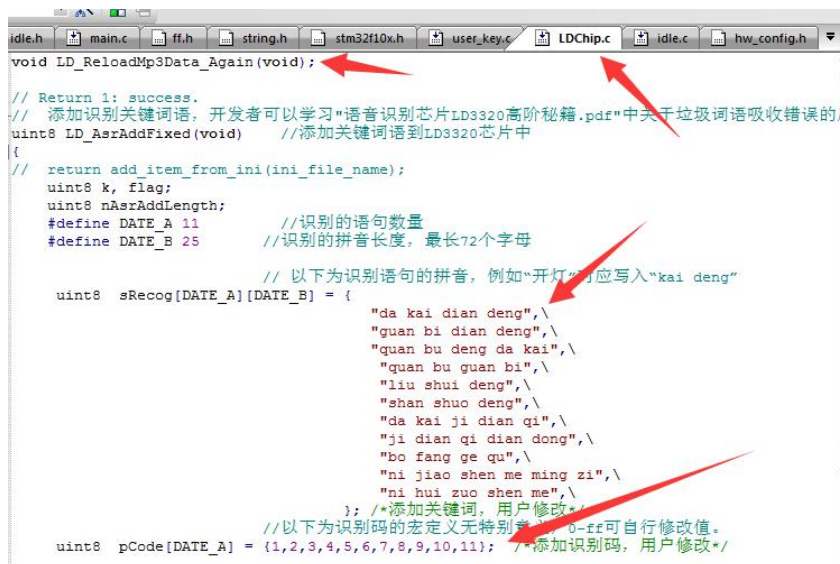 idle.h main.c ff.h string.h stm32f10x.h user_key.c LDChip.c idle.c hw_config.h
void LD_ReloadMp3Data_Again(void);
// Return 1: success.
// 添加识别关键词语，开发者可以学习"语音识别芯片LD3320高阶秘籍.pdf"中关于垃圾词语吸收错误的
uint8 LD_AsrAddFixed(void) //添加关键词语到LD3320芯片中
{
// return add_item_from_ini(ini_file_name);
uint8 k, flag;
uint8 nAsrAddLength;
#define DATE_A 11 //识别的语句数量
#define DATE_B 25 //识别的拼音长度，最长72个字母
// 以下为识别语句的拼音，例如“开灯”对应写入“kai deng”
uint8 sRecog[DATE_A][DATE_B] = {
"da kai dian deng",\
"guan bi dian deng",\
"quan bu deng da kai",\
"quan bu guan bi",\
"liu shui deng",\
"shan shuo deng",\
"da kai ji dian qi",\
"ji dian qi dian dong",\
"bo fang ge qu",\
"ni jiao shen me ming zi",\
"ni hui zuo shen me",\
}; /*添加关键词，用户修改*/
//以下为识别码的宏定义无特别意义，0-ff可自行修改值。
uint8 pCode[DATE_A] = {1,2,3,4,5,6,7,8,9,10,11}; /*添加识别码，用户修改*/